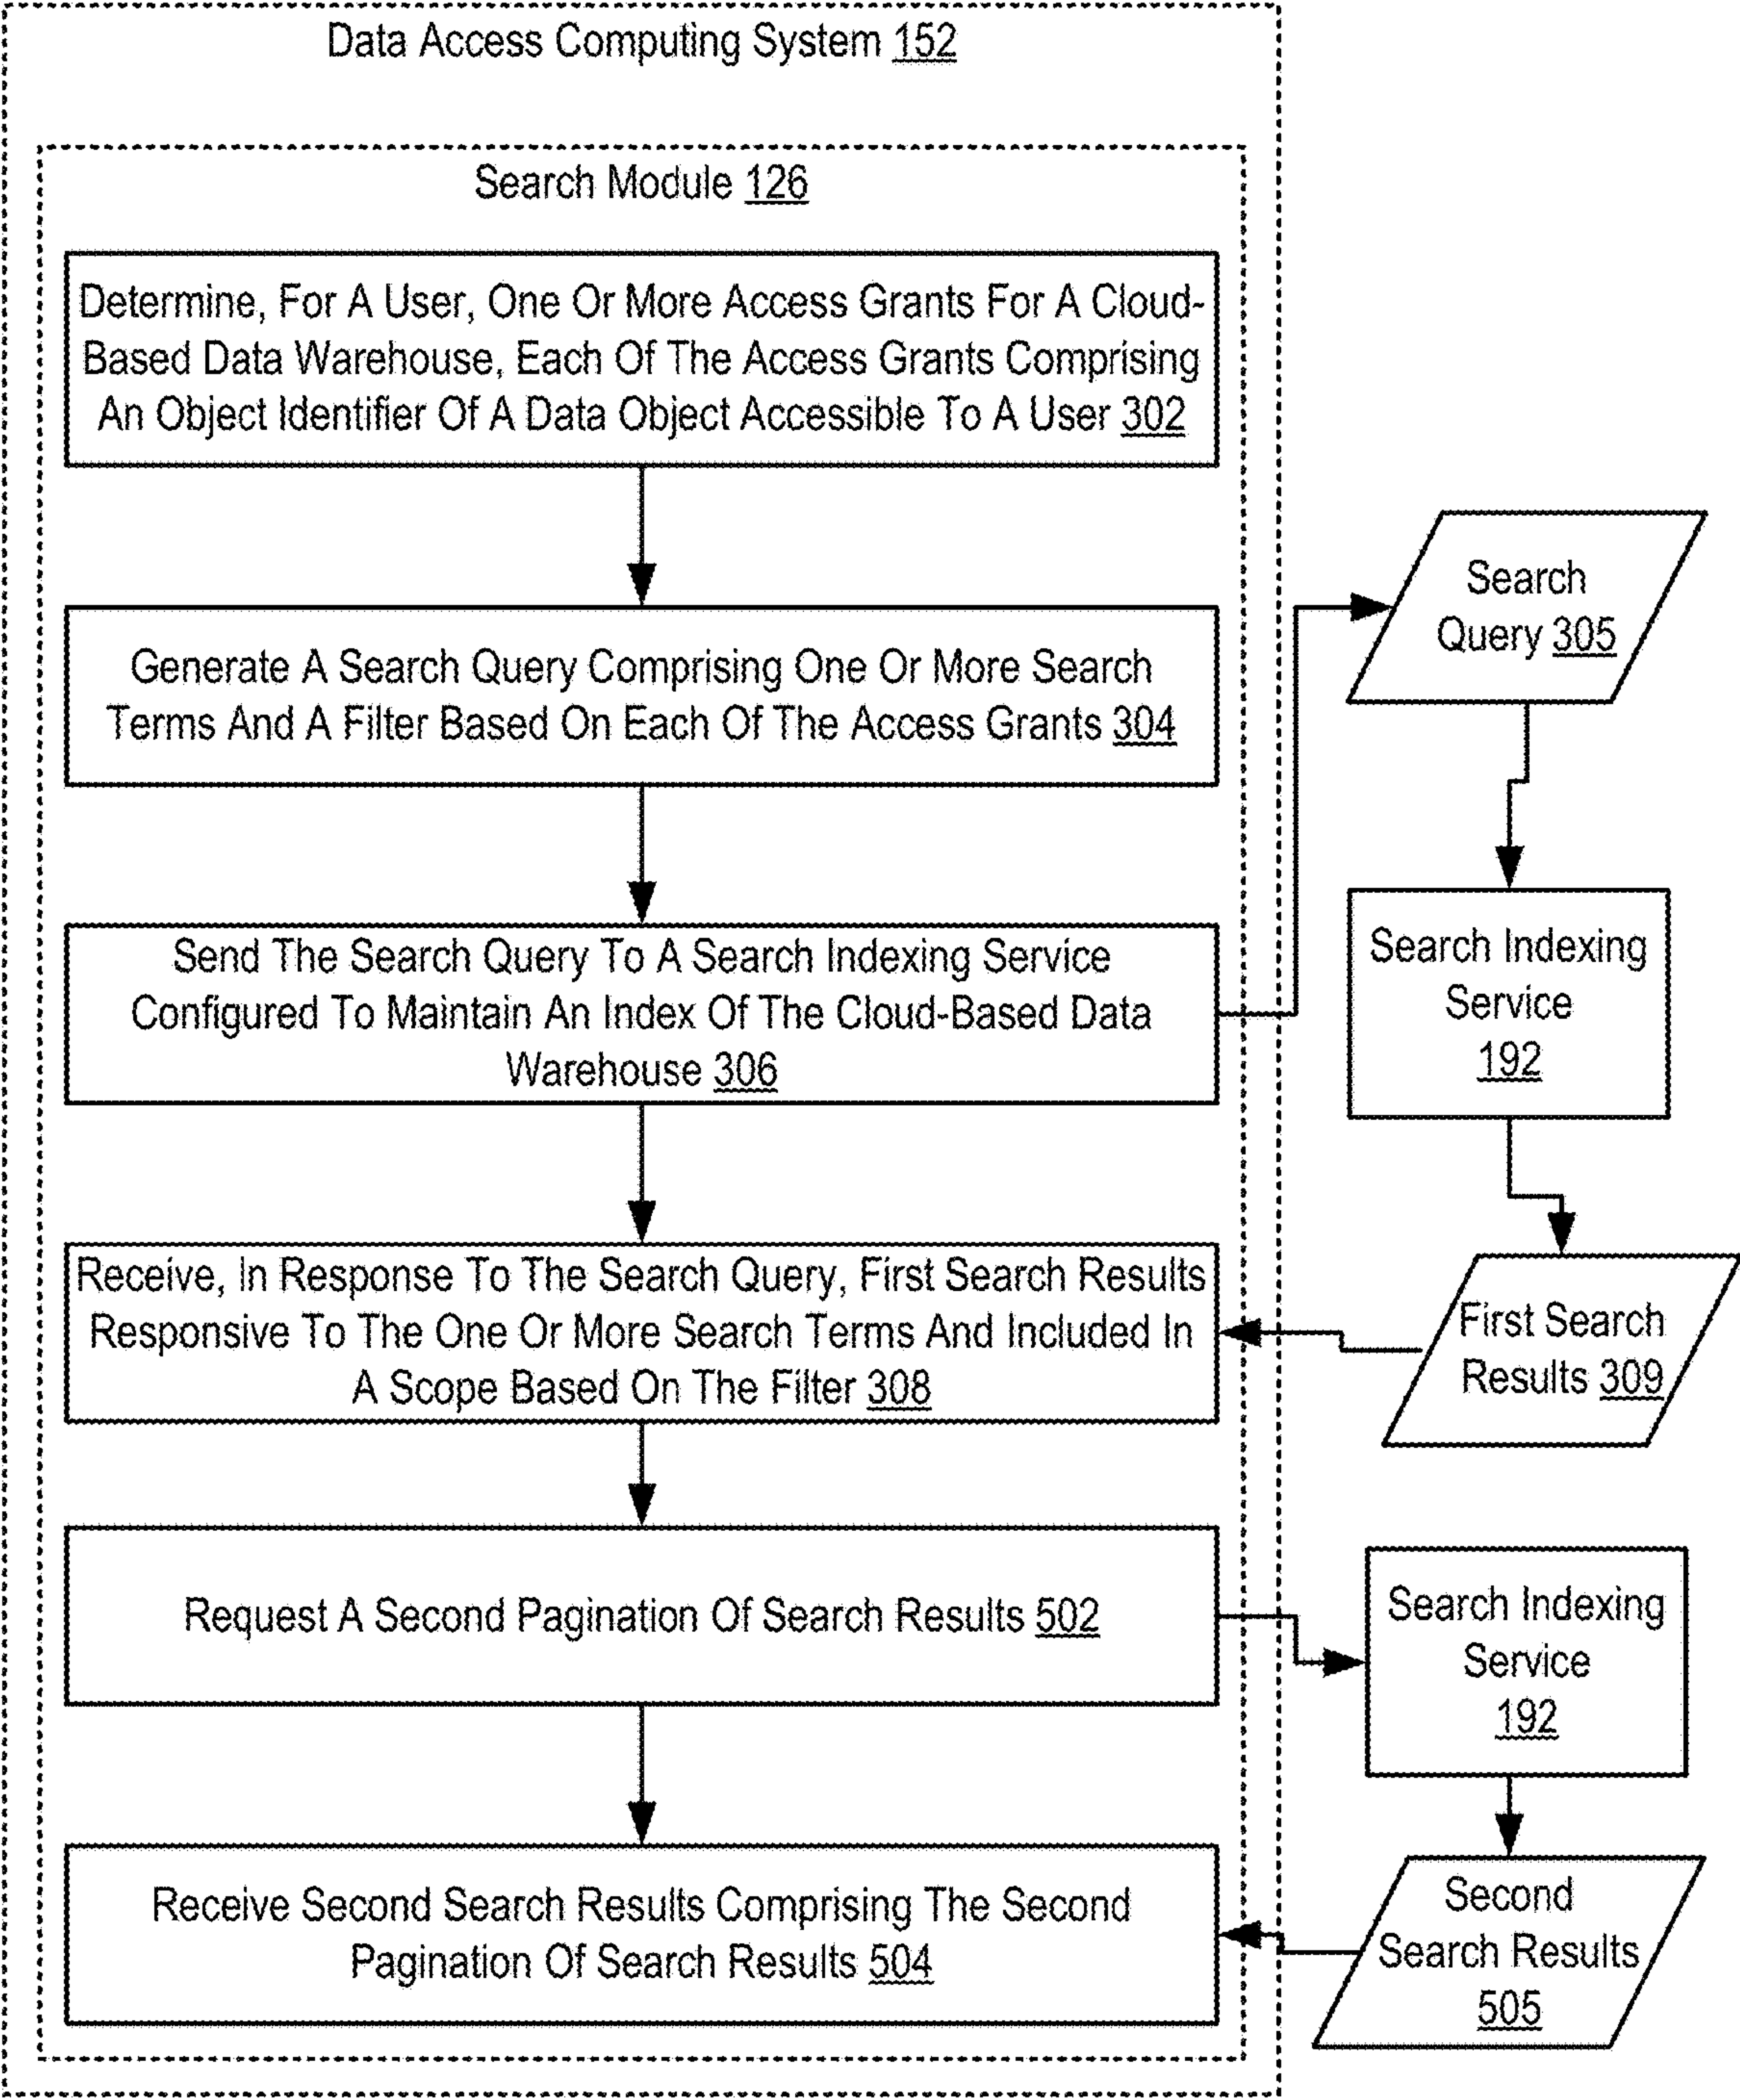 Data Access Computing System 152
Search Module 126
Determine, For A User, One Or More Access Grants For A Cloud-
Based Data Warehouse, Each Of The Access Grants Comprising
An Object Identifier Of A Data Object Accessible To A User 302
Generate A Search Query Comprising One Or More Search
Terms And A Filter Based On Each Of The Access Grants 304
Search
Query 305
Send The Search Query To A Search Indexing Service
Configured To Maintain An Index Of The Cloud-Based Data
Warehouse 306
Search Indexing
Service
192
Receive, In Response To The Search Query, First Search Results
Responsive To The One Or More Search Terms And Included In
A Scope Based On The Filter 308
First Search
Results 309
Request A Second Pagination Of Search Results 502
Search Indexing
Service
192
Receive Second Search Results Comprising The Second
Pagination Of Search Results 504
Second
Search Results
505